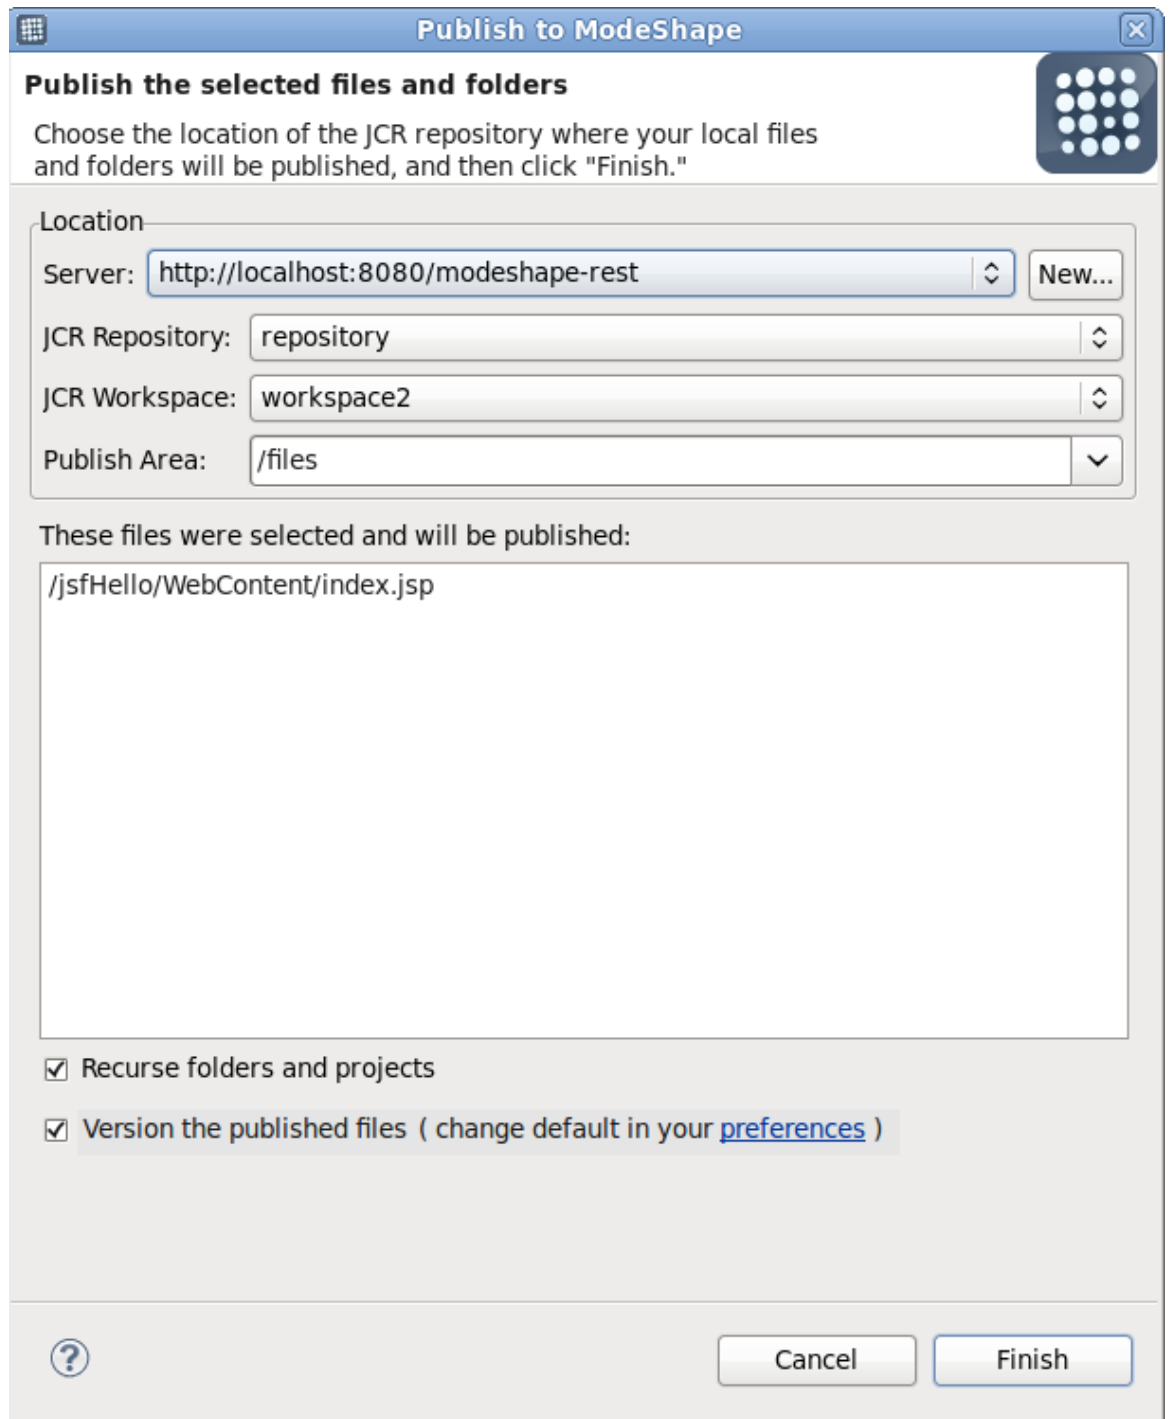 Publish to ModeShape
Publish the selected files and folders
Choose the location of the JCR repository where your local files
and folders will be published, and then click "Finish."
Location
Server: http://localhost:8080/modeshape-rest New...
JCR Repository: repository
JCR Workspace: workspace2
Publish Area: /files
These files were selected and will be published:
/jsfHello/WebContent/index.jsp
Recurse folders and projects
Version the published files ( change default in your preferences )
? Cancel Finish